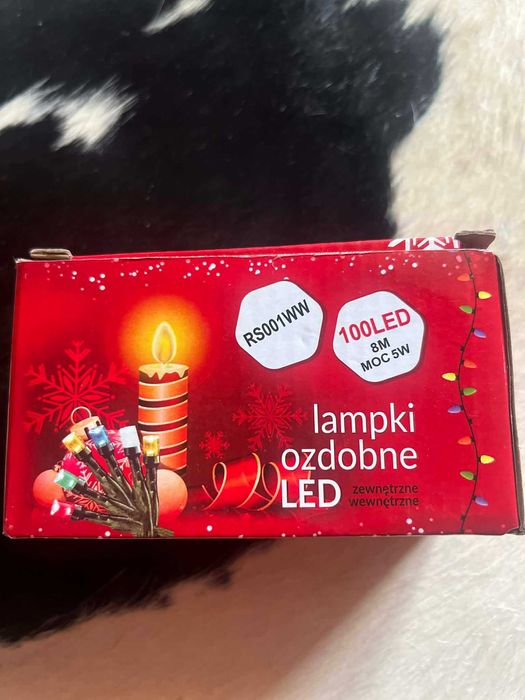 RS001WW
100LED
8M
MOC 5W
lampki
ozdobne
LED zewnętrzne
wewnętrzne